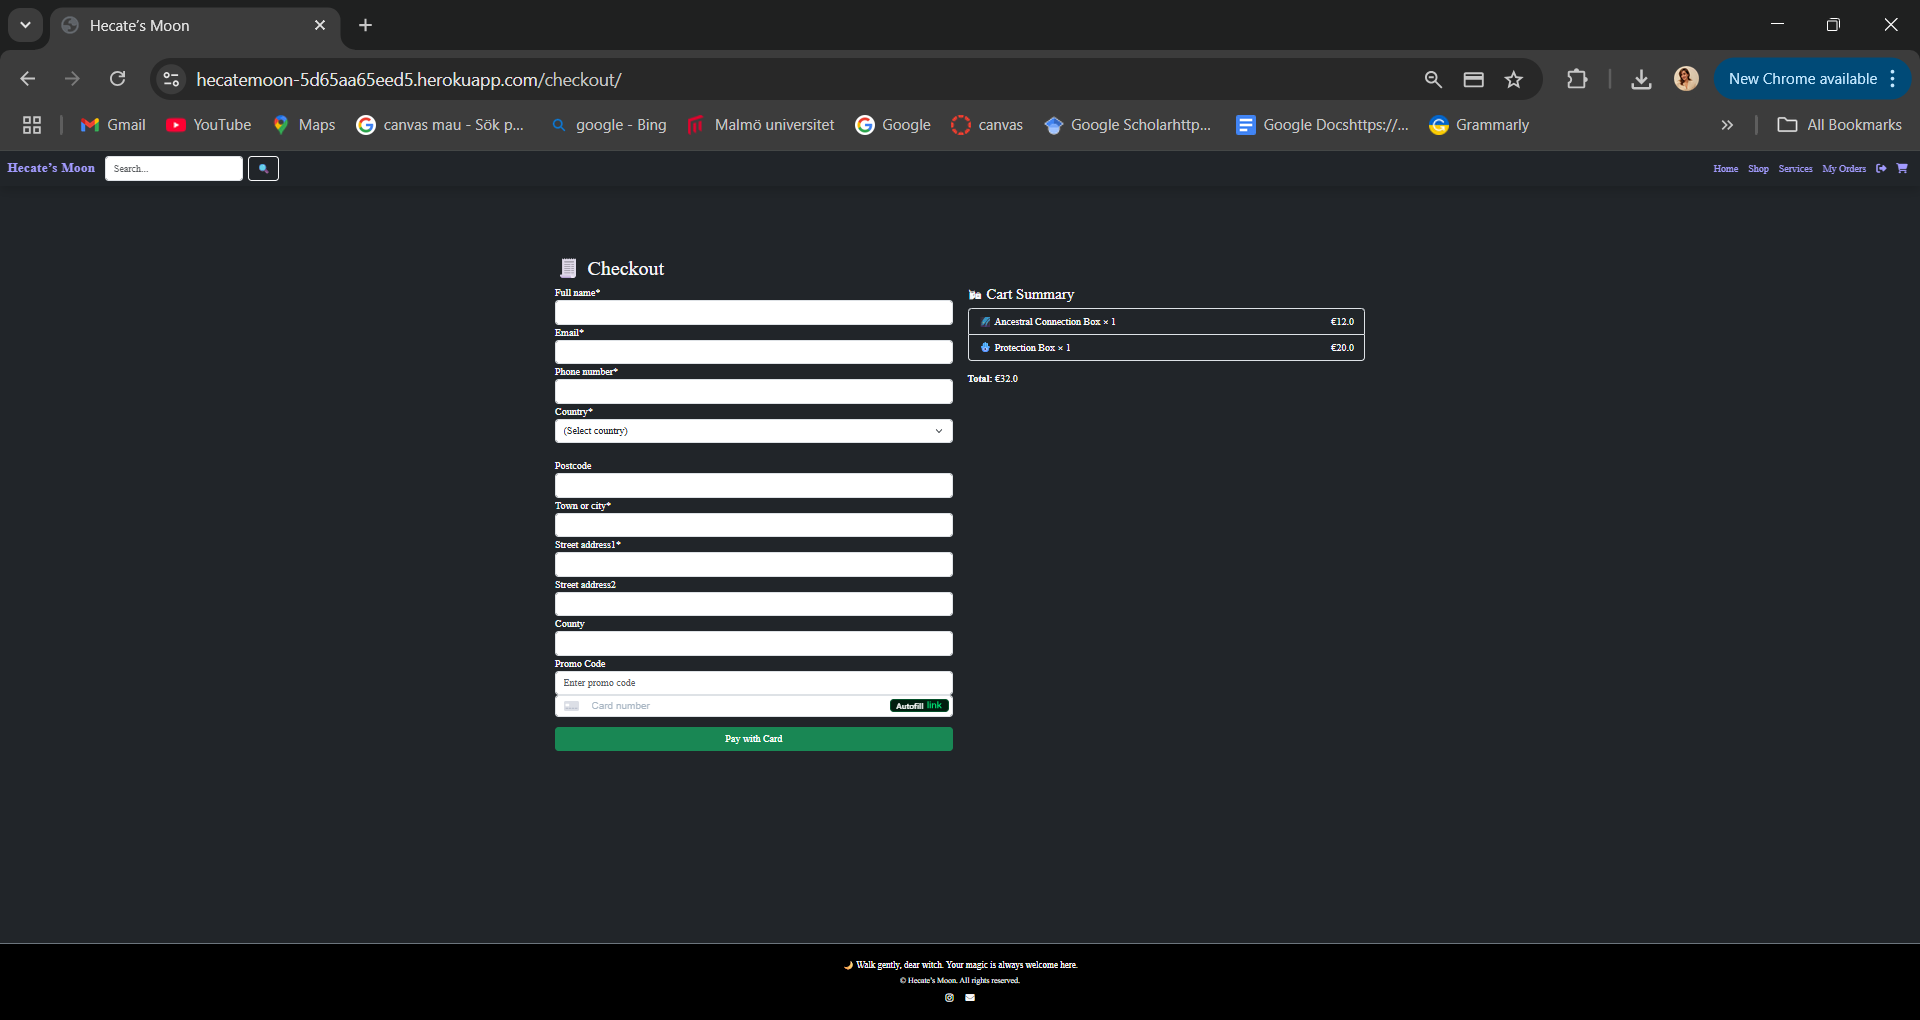 Hecate's Moon
hecatemoon-5d65aa65eed5.herokuapp.com/checkout/
New Chrome available
Gmail
YouTube
Maps
canvas mau - Sök p...
google - Bing
Malmö universitet
Google
canvas
Google Scholarhttp...
Google Docshttps://...
Grammarly
All Bookmarks
Hecate's Moon
Search...
Home
Shop
Services
My Orders
Checkout
Full name*
Email*
Phone number*
Country*
(Select country)
Postcode
Town or city*
Street address1*
Street address2
County
Promo Code
Enter promo code
Card number
Autofill link
Pay with Card
Cart Summary
Ancestral Connection Box × 1 €12.0
Protection Box × 1 €20.0
Total: €32.0
Walk gently, dear witch. Your magic is always welcome here.
© Hecate's Moon. All rights reserved.